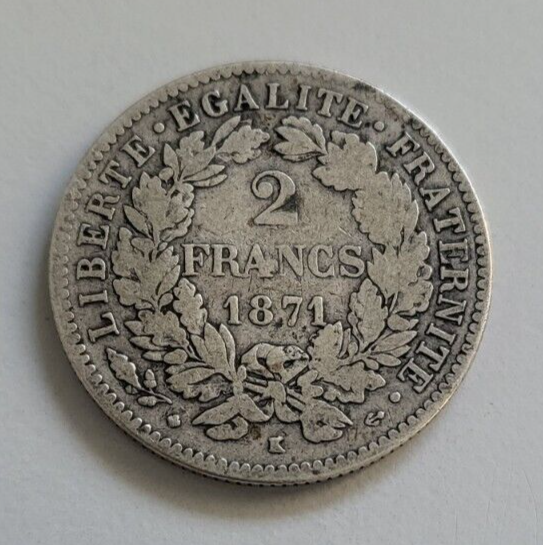 LIBERTE · EGALITE · FRATERNITE ·
2
FRANCS
1871
K